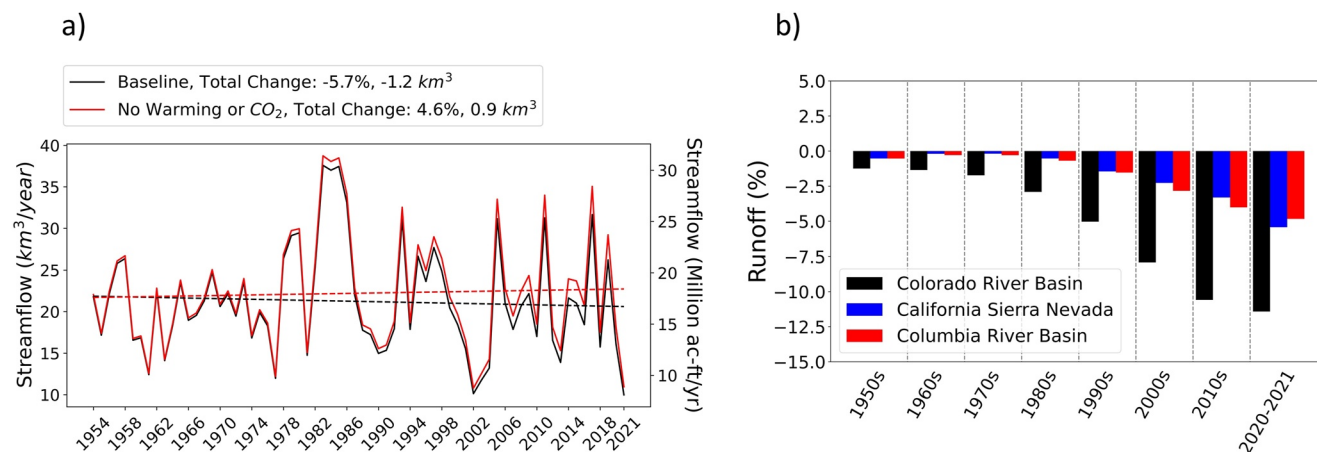 a)
Baseline, Total Change: -5.7%, -1.2 km³
No Warming or CO₂, Total Change: 4.6%, 0.9 km³
Streamflow (km³/year)
40
35
30
25
20
15
10
Streamflow (Million ac-ft/yr)
30
25
20
15
10
1954
1958
1962
1966
1970
1974
1978
1982
1986
1990
1994
1998
2002
2006
2010
2014
2018
2021
b)
Runoff (%)
5.0
2.5
0.0
−2.5
−5.0
−7.5
−10.0
−12.5
−15.0
Colorado River Basin
California Sierra Nevada
Columbia River Basin
1950s
1960s
1970s
1980s
1990s
2000s
2010s
2020-2021